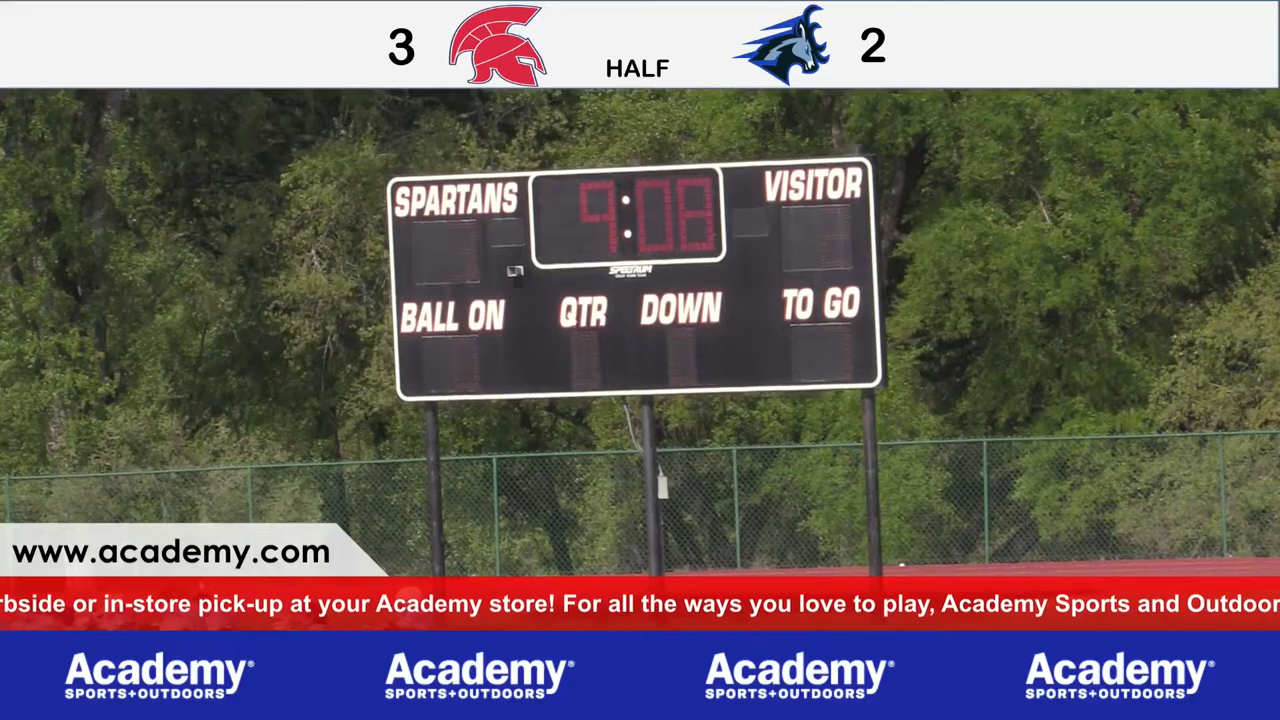 3 HALF 2
SPARTANS 9:08 VISITOR
SPECTRUM
BALL ON QTR DOWN TO GO
www.academy.com
rbside or in-store pick-up at your Academy store! For all the ways you love to play, Academy Sports and Outdoor
Academy Academy Academy Academy
SPORTS+OUTDOORS SPORTS+OUTDOORS SPORTS+OUTDOORS SPORTS+OUTDOORS